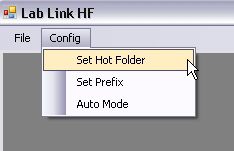 Lab Link HF
File Config
Set Hot Folder
Set Prefix
Auto Mode